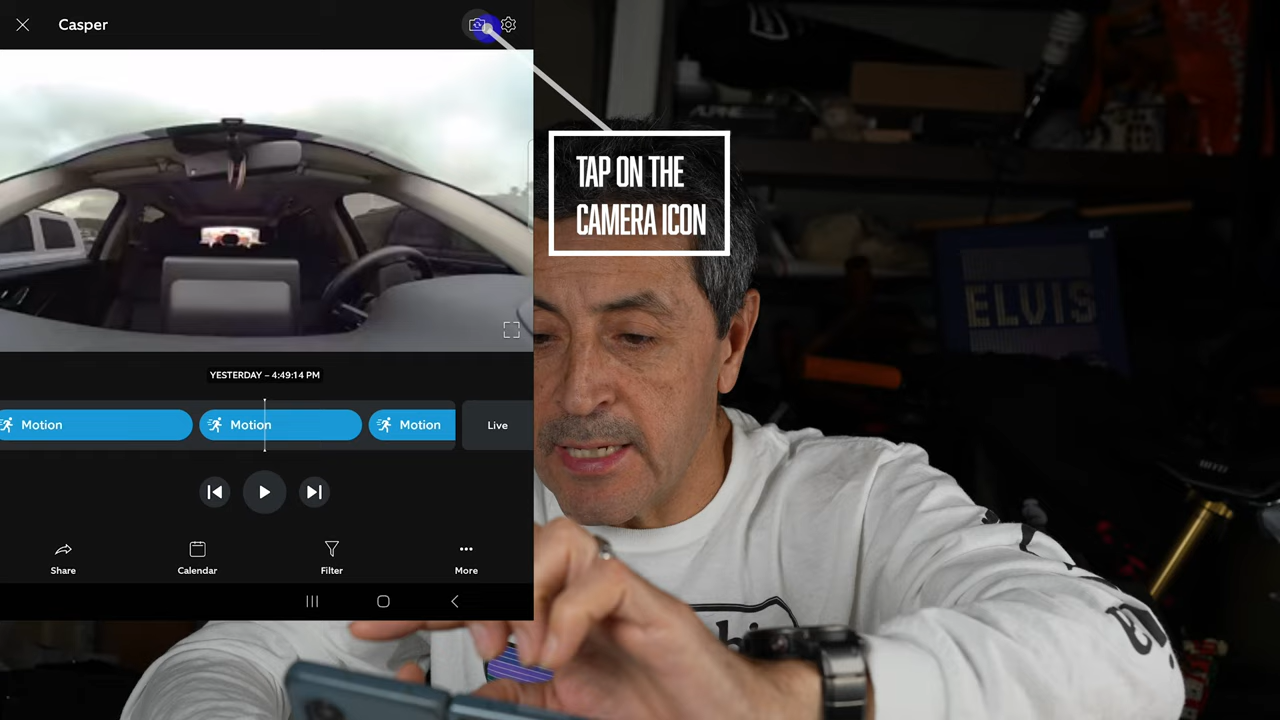 Casper
TAP ON THE
CAMERA ICON
ELVIS
YESTERDAY – 4:49:14 PM
Motion
Motion
Motion
Live
Share
Calendar
Filter
More